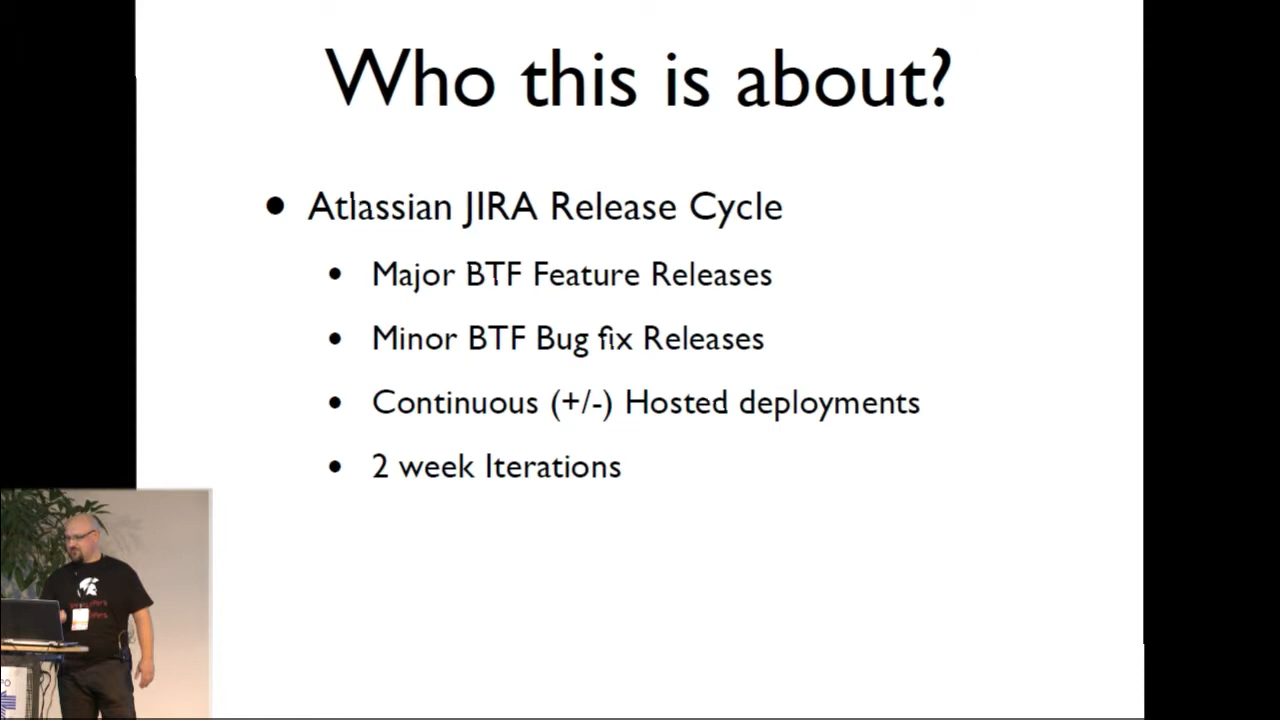 Who this is about?
• Atlassian JIRA Release Cycle
• Major BTF Feature Releases
• Minor BTF Bug fix Releases
• Continuous (+/-) Hosted deployments
• 2 week Iterations